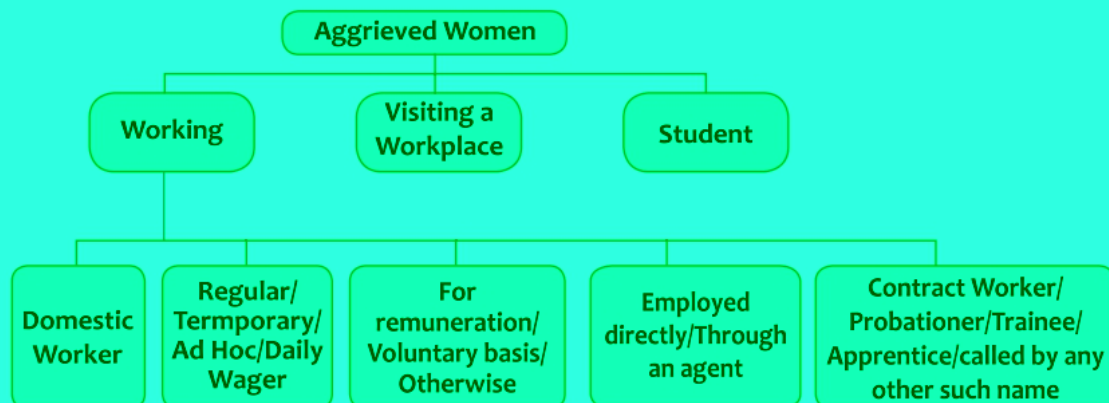 Aggrieved Women
Working
Visiting a
Workplace
Student
Domestic
Worker
Regular/
Termporary/
Ad Hoc/Daily
Wager
For
remuneration/
Voluntary basis/
Otherwise
Employed
directly/Through
an agent
Contract Worker/
Probationer/Trainee/
Apprentice/called by any
other such name